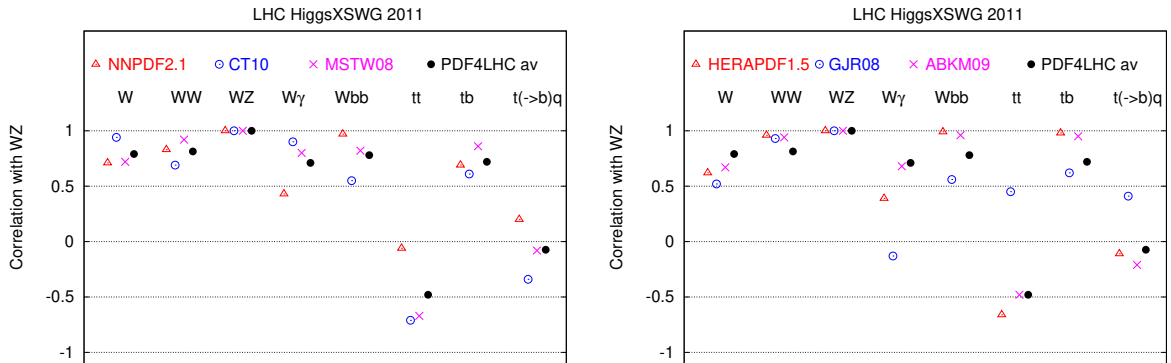 LHC HiggsXSWG 2011
NNPDF2.1 CT10 MSTW08 PDF4LHC av
W WW WZ Wγ Wbb tt tb t(->b)q
1
0.5
0
-0.5
-1
Correlation with WZ
LHC HiggsXSWG 2011
HERAPDF1.5 GJR08 ABKM09 PDF4LHC av
W WW WZ Wγ Wbb tt tb t(->b)q
1
0.5
0
-0.5
-1
Correlation with WZ